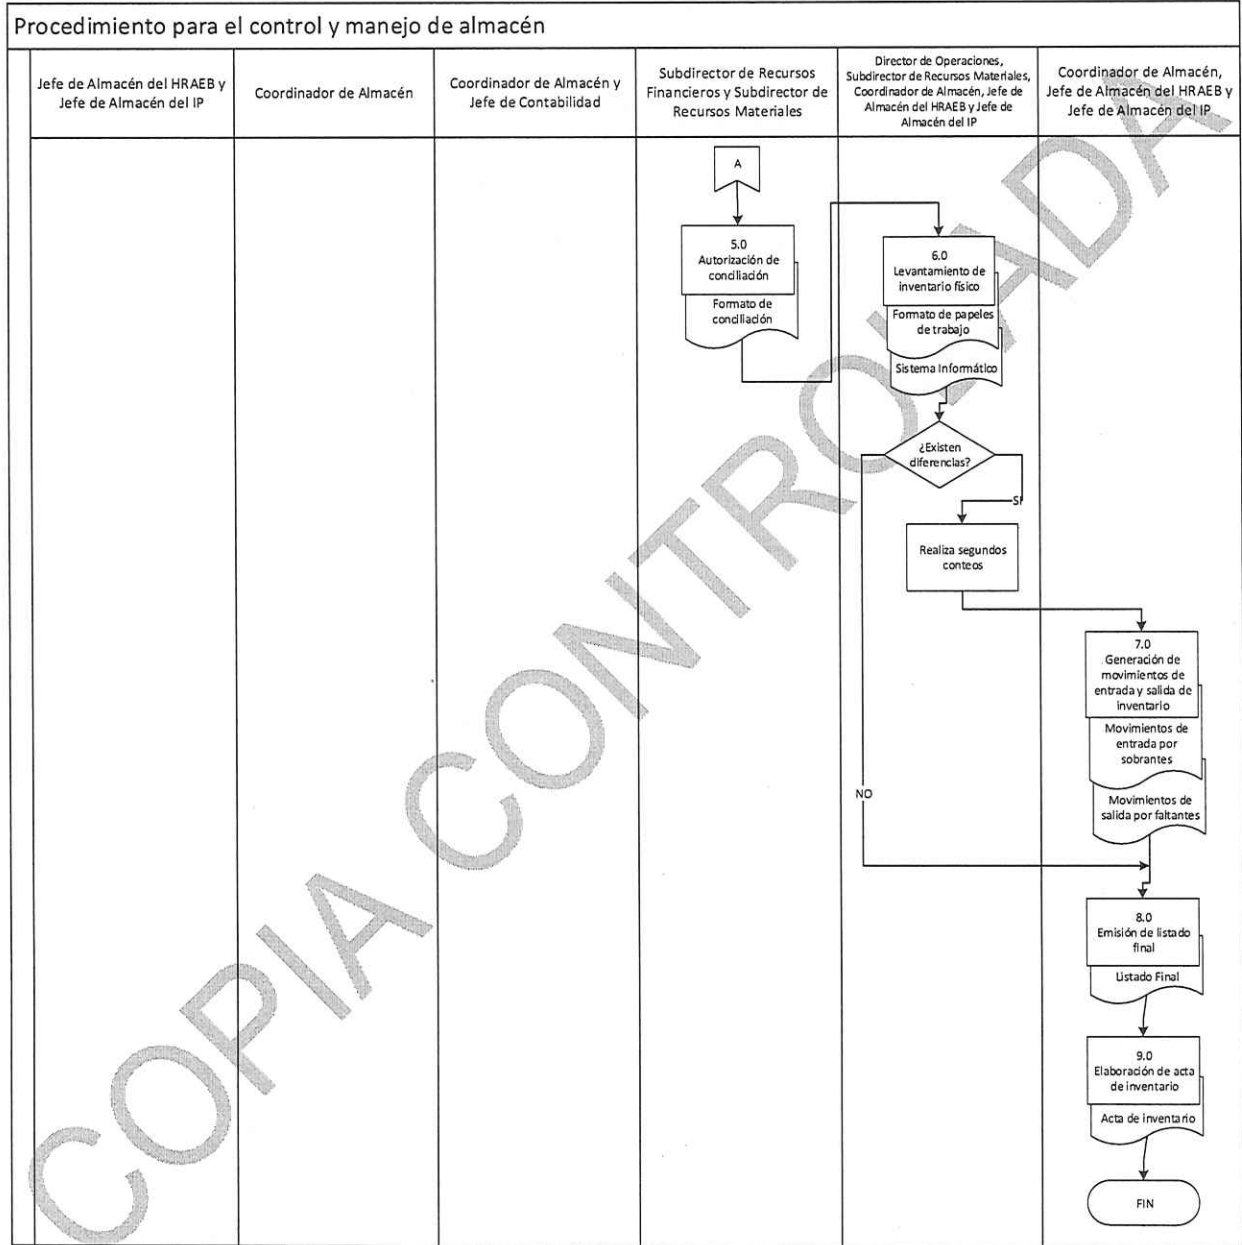 Procedimiento para el control y manejo de almacén
Jefe de Almacén del HRAEB y
Jefe de Almacén del IP
Coordinador de Almacén
Coordinador de Almacén y
Jefe de Contabilidad
Subdirector de Recursos
Financieros y Subdirector de
Recursos Materiales
Director de Operaciones,
Subdirector de Recursos Materiales,
Coordinador de Almacén, Jefe de
Almacén del HRAEB y Jefe de
Almacén del IP
Coordinador de Almacén,
Jefe de Almacén del HRAEB y
Jefe de Almacén del IP
A
5.0
Autorización de
conciliación
Formato de
conciliación
6.0
Levantamiento de
inventario físico
Formato de papeles
de trabajo
Sistema Informático
¿Existen
diferencias?
SI
Realiza segundos
conteos
NO
7.0
Generación de
movimientos de
entrada y salida de
inventario
Movimientos de
entrada por
sobrantes
Movimientos de
salida por faltantes
8.0
Emisión de listado
final
Listado Final
9.0
Elaboración de acta
de inventario
Acta de inventario
FIN
COPIA CONTROLADA